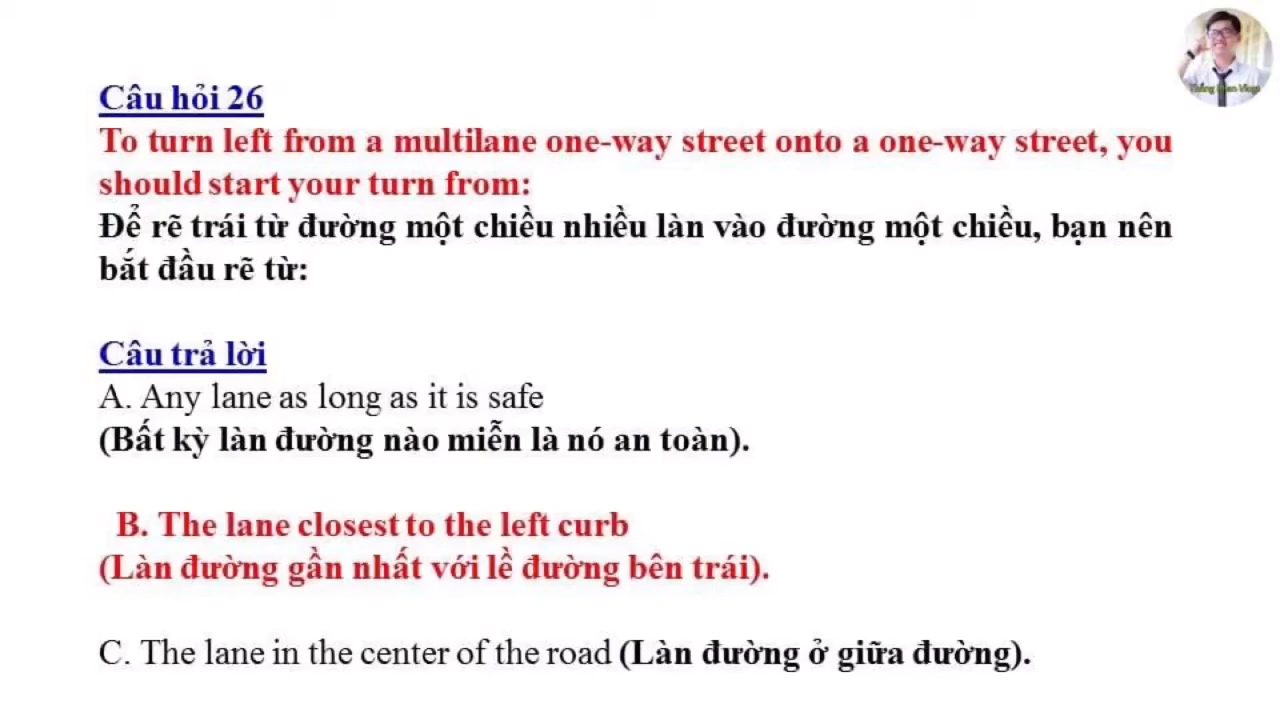 Câu hỏi 26
To turn left from a multilane one-way street onto a one-way street, you
should start your turn from:
Để rẽ trái từ đường một chiều nhiều làn vào đường một chiều, bạn nên
bắt đầu rẽ từ:
Câu trả lời
A. Any lane as long as it is safe
(Bất kỳ làn đường nào miễn là nó an toàn).
B. The lane closest to the left curb
(Làn đường gần nhất với lề đường bên trái).
C. The lane in the center of the road (Làn đường ở giữa đường).